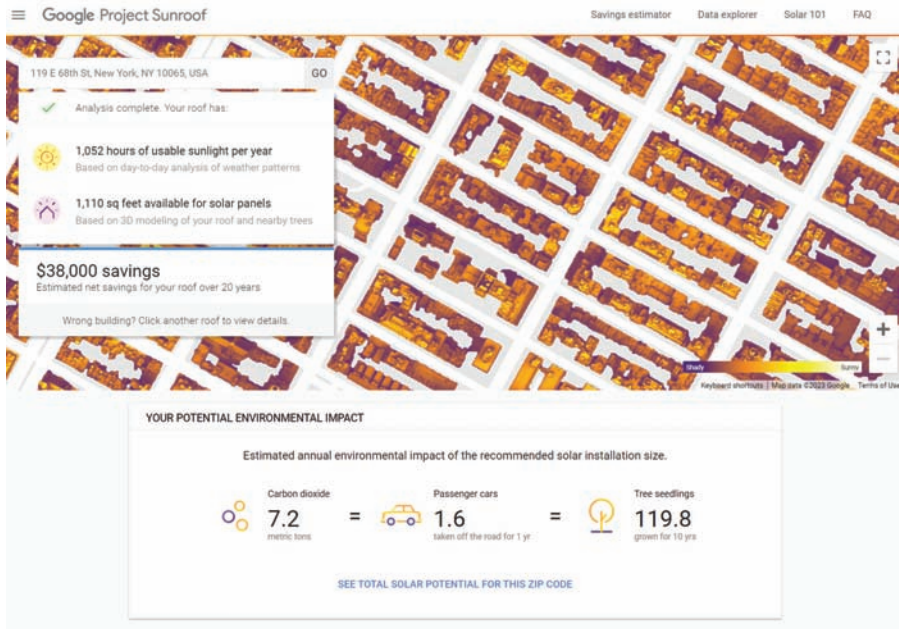 Google Project Sunroof
Savings estimator Data explorer Solar 101 FAQ
119 E 68th St, New York, NY 10065, USA GO
Analysis complete. Your roof has:
1,052 hours of usable sunlight per year
Based on day-to-day analysis of weather patterns
1,110 sq feet available for solar panels
Based on 3D modeling of your roof and nearby trees
$38,000 savings
Estimated net savings for your roof over 20 years
Wrong building? Click another roof to view details.
Shady Sunny
Keyboard shortcuts | Map data ©2023 Google Terms of Use
YOUR POTENTIAL ENVIRONMENTAL IMPACT
Estimated annual environmental impact of the recommended solar installation size.
Carbon dioxide
7.2
metric tons
=
Passenger cars
1.6
taken off the road for 1 yr
=
Tree seedlings
119.8
grown for 10 yrs
SEE TOTAL SOLAR POTENTIAL FOR THIS ZIP CODE